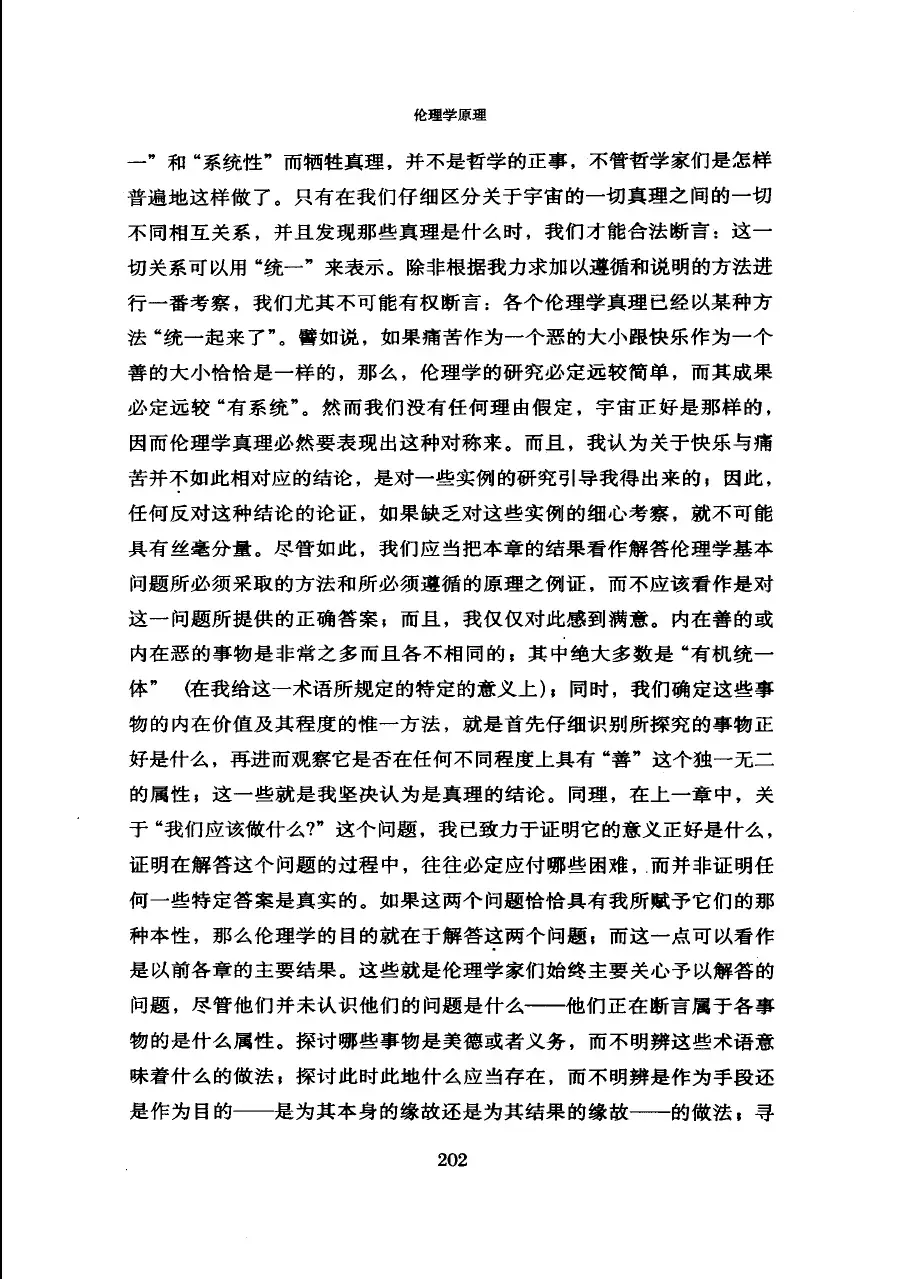 伦理学原理
一”和“系统性”而牺牲真理，并不是哲学的正事，不管哲学家们是怎样
普遍地这样做了。只有在我们仔细区分关于宇宙的一切真理之间的一切
不同相互关系，并且发现那些真理是什么时，我们才能合法断言：这一
切关系可以用“统一”来表示。除非根据我力求加以遵循和说明的方法进
行一番考察，我们尤其不可能有权断言：各个伦理学真理已经以某种方
法“统一起来了”。譬如说，如果痛苦作为一个恶的大小跟快乐作为一个
善的大小恰恰是一样的，那么，伦理学的研究必定远较简单，而其成果
必定远较“有系统”。然而我们没有任何理由假定，宇宙正好是那样的，
因而伦理学真理必然要表现出这种对称来。而且，我认为关于快乐与痛
苦并不如此相对应的结论，是对一些实例的研究引导我得出来的；因此，
任何反对这种结论的论证，如果缺乏对这些实例的细心考察，就不可能
具有丝毫分量。尽管如此，我们应当把本章的结果看作解答伦理学基本
问题所必须采取的方法和所必须遵循的原理之例证，而不应该看作是对
这一问题所提供的正确答案；而且，我仅仅对此感到满意。内在善的或
内在恶的事物是非常之多而且各不相同的；其中绝大多数是“有机统一
体” （在我给这一术语所规定的特定的意义上）；同时，我们确定这些事
物的内在价值及其程度的惟一方法，就是首先仔细识别所探究的事物正
好是什么，再进而观察它是否在任何不同程度上具有“善”这个独一无二
的属性；这一些就是我坚决认为是真理的结论。同理，在上一章中，关
于“我们应该做什么?”这个问题，我已致力于证明它的意义正好是什么，
证明在解答这个问题的过程中，往往必定应付哪些困难，而并非证明任
何一些特定答案是真实的。如果这两个问题恰恰具有我所赋予它们的那
种本性，那么伦理学的目的就在于解答这两个问题；而这一点可以看作
是以前各章的主要结果。这些就是伦理学家们始终主要关心予以解答的
问题，尽管他们并未认识他们的问题是什么——他们正在断言属于各事
物的是什么属性。探讨哪些事物是美德或者义务，而不明辨这些术语意
味着什么的做法；探讨此时此地什么应当存在，而不明辨是作为手段还
是作为目的——是为其本身的缘故还是为其结果的缘故——的做法；寻
202